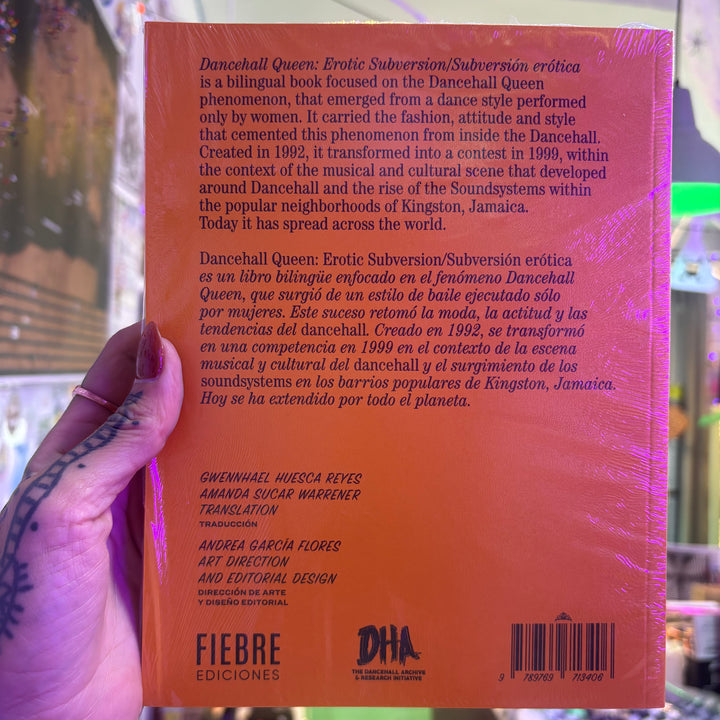 Dancehall Queen: Erotic Subversion/Subversión erótica
is a bilingual book focused on the Dancehall Queen
phenomenon, that emerged from a dance style performed
only by women. It carried the fashion, attitude and style
that cemented this phenomenon from inside the Dancehall.
Created in 1992, it transformed into a contest in 1999, within
the context of the musical and cultural scene that developed
around Dancehall and the rise of the Soundsystems within
the popular neighborhoods of Kingston, Jamaica.
Today it has spread across the world.
Dancehall Queen: Erotic Subversion/Subversión erótica
es un libro bilingüe enfocado en el fenómeno Dancehall
Queen, que surgió de un estilo de baile ejecutado sólo
por mujeres. Este suceso retomó la moda, la actitud y las
tendencias del dancehall. Creado en 1992, se transformó
en una competencia en 1999 en el contexto de la escena
musical y cultural del dancehall y el surgimiento de los
soundsystems en los barrios populares de Kingston, Jamaica.
Hoy se ha extendido por todo el planeta.
GWENNHAEL HUESCA REYES
AMANDA SUCAR WARRENER
TRANSLATION
TRADUCCIÓN
ANDREA GARCÍA FLORES
ART DIRECTION
AND EDITORIAL DESIGN
DIRECCIÓN DE ARTE
Y DISEÑO EDITORIAL
FIEBRE
EDICIONES
DHA
THE DANCEHALL ARCHIVE
& RESEARCH INITIATIVE
9 789769 713406